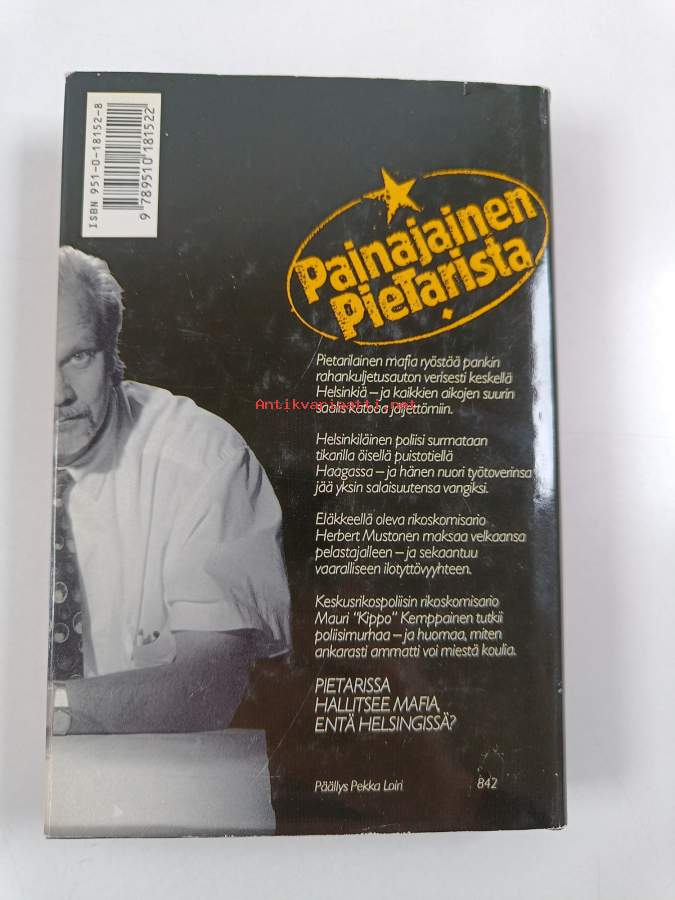 ISBN 951-0-18152-8
9 789510 181522
Painajainen
Pietarista
Pietarilainen mafia ryöstää pankin
rahankuljetusauton verisesti keskellä
Helsinkiä – ja kaikkien aikojen suurin
saalis katoaa jäljettömiin.
Antikvariaatti.net
Helsinkiläinen poliisi surmataan
tikarilla öisellä puistotiellä
Haagassa – ja hänen nuori työtoverinsa
jää yksin salaisuutensa vangiksi.
Eläkkeellä oleva rikoskomisario
Herbert Mustonen maksaa velkaansa
pelastajalleen – ja sekaantuu
vaaralliseen ilotyttövyyhteen.
Keskusrikospoliisin rikoskomisario
Mauri "Kippo" Kemppainen tutkii
poliisimurhaa – ja huomaa, miten
ankarasti ammatti voi miestä koulia.
PIETARISSA
HALLITSEE MAFIA,
ENTÄ HELSINGISSÄ?
Päällys Pekka Loiri
842